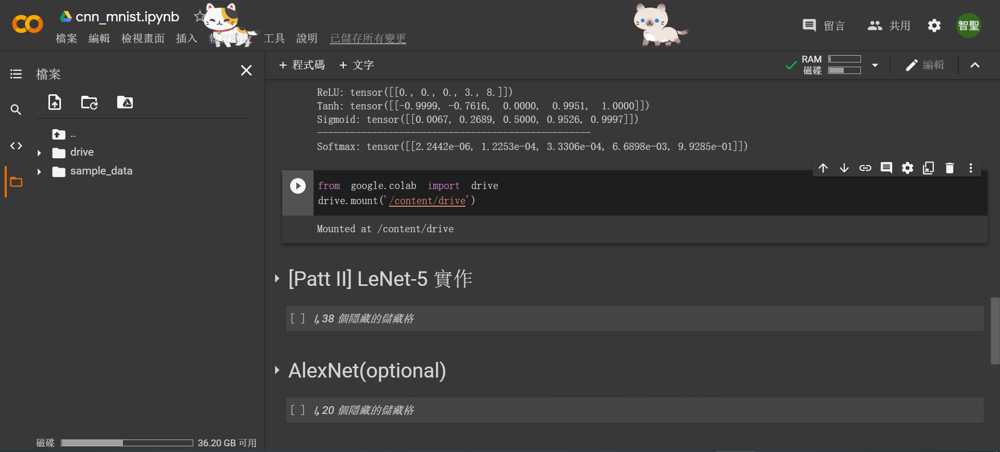 cnn_mnist.ipynb
檔案 編輯 檢視畫面 插入 執行階段 工具 說明 已儲存所有變更
留言 共用 智聖
檔案
+ 程式碼 + 文字
RAM
磁碟
編輯
..
drive
sample_data
磁碟 36.20 GB 可用
ReLU: tensor([[0., 0., 0., 3., 8.]])
Tanh: tensor([[-0.9999, -0.7616,  0.0000,  0.9951,  1.0000]])
Sigmoid: tensor([[0.0067, 0.2689, 0.5000, 0.9526, 0.9997]])
--------------------------------------------------
Softmax: tensor([[2.2442e-06, 1.2253e-04, 3.3306e-04, 6.6898e-03, 9.9285e-01]])
from google.colab import drive
drive.mount('/content/drive')
Mounted at /content/drive
[Patt II] LeNet-5 實作
[ ] ↳ 38 個隱藏的儲藏格
AlexNet(optional)
[ ] ↳ 20 個隱藏的儲藏格